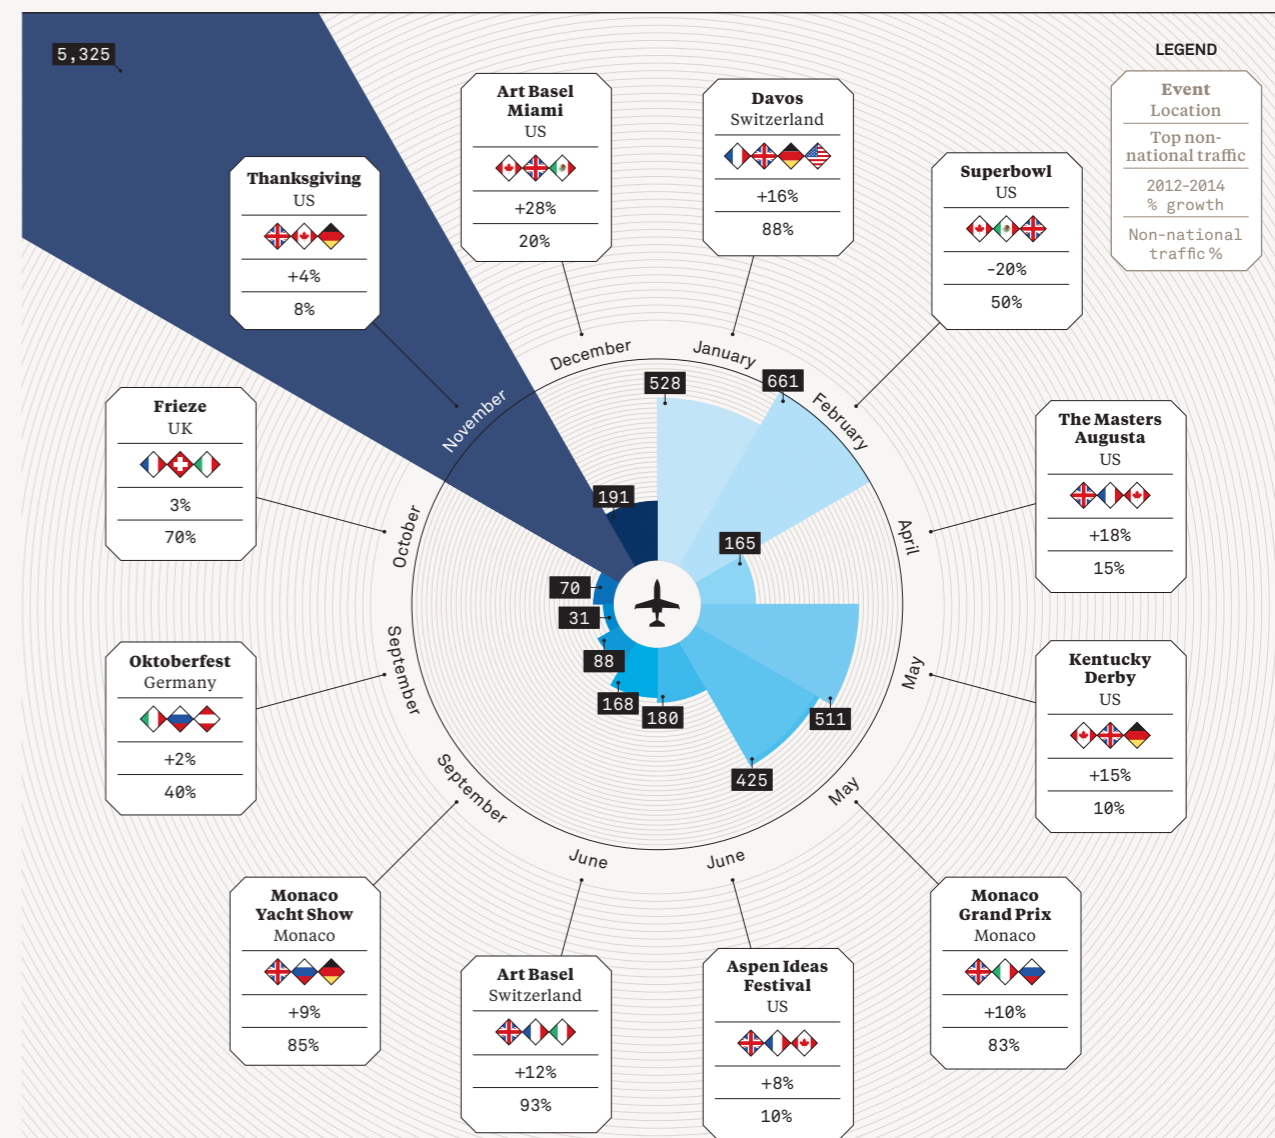 5,325
LEGEND
Event
Location
Top non-
national traffic
2012-2014
% growth
Non-national
traffic %
Art Basel
Miami
US
+28%
20%
Davos
Switzerland
+16%
88%
Superbowl
US
-20%
50%
Thanksgiving
US
+4%
8%
The Masters
Augusta
US
+18%
15%
Frieze
UK
3%
70%
Kentucky
Derby
US
+15%
10%
Oktoberfest
Germany
+2%
40%
Monaco
Grand Prix
Monaco
+10%
83%
Monaco
Yacht Show
Monaco
+9%
85%
Aspen Ideas
Festival
US
+8%
10%
Art Basel
Switzerland
+12%
93%
December
January
February
April
May
May
June
June
September
September
October
November
528
661
165
511
425
180
168
88
31
70
191